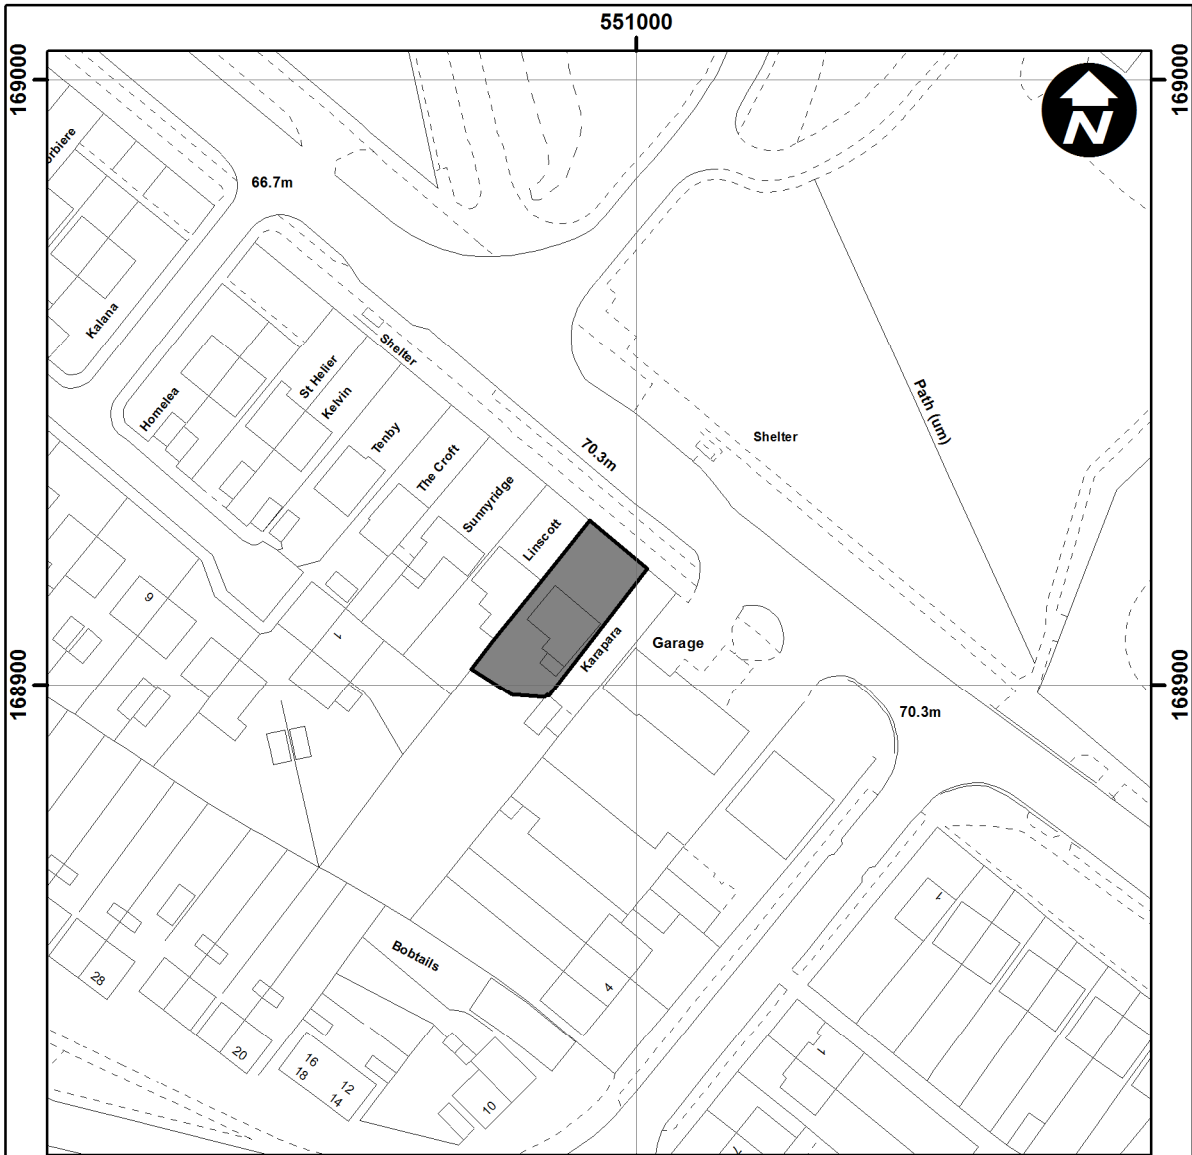 551000
169000
169000
N
orbiere
66.7m
Kalana
Shelter
St Helier
Homelea
Kelvin
Path (um)
Tenby
Shelter
70.3m
The Croft
Sunnyridge
Linscott
9
1
Karapara
Garage
168900
168900
70.3m
1
Bobtails
28
4
20
16
18
12
14
10
1
7